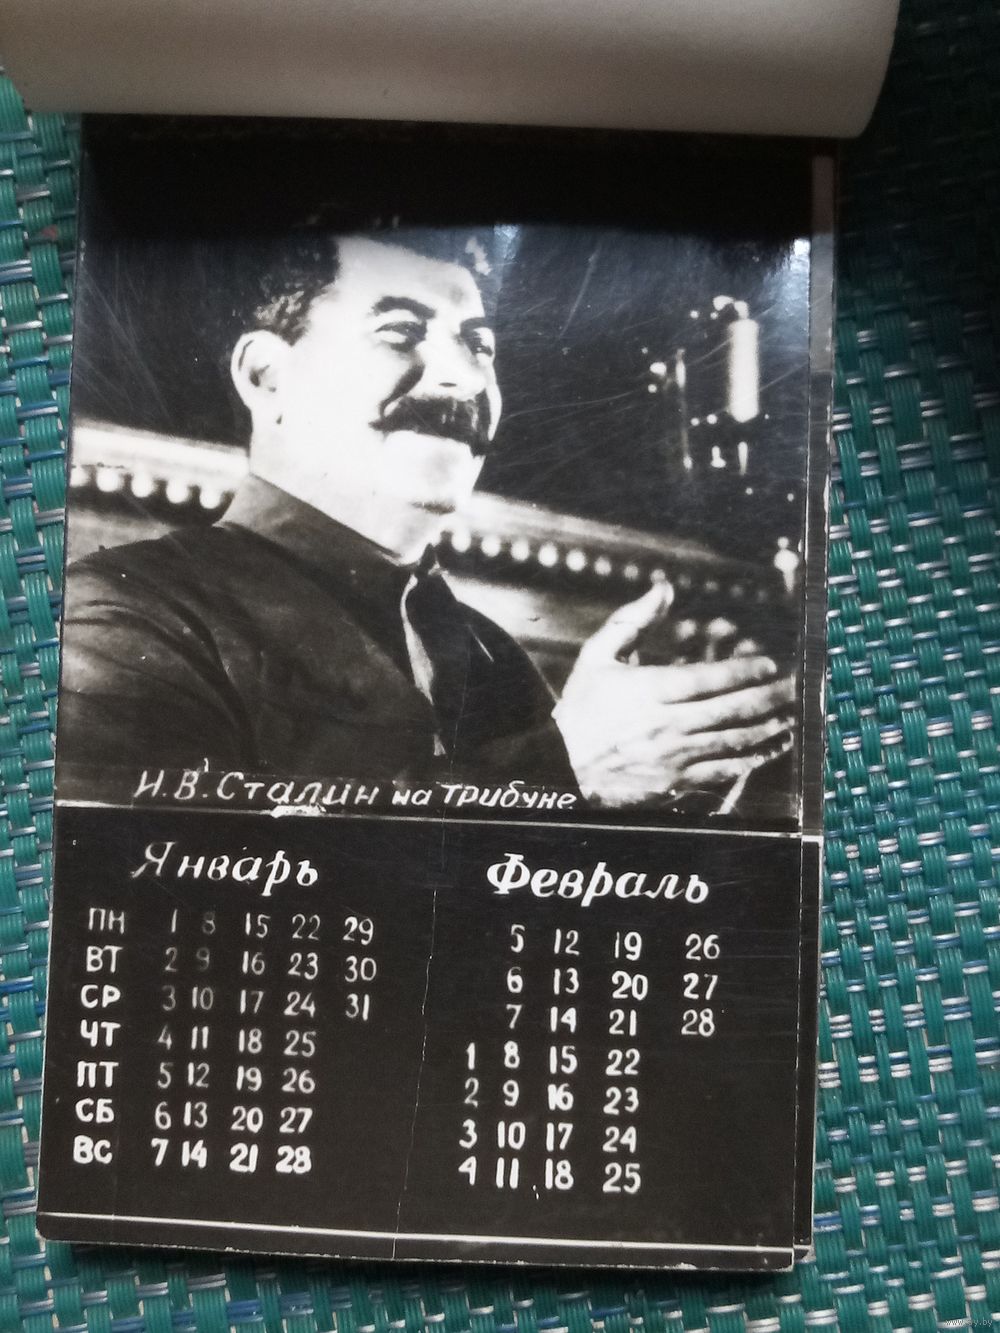 И.В. Сталин на трибуне
Январь Февраль
ПН 1 8 15 22 29 5 12 19 26
ВТ 2 9 16 23 30 6 13 20 27
СР 3 10 17 24 31 7 14 21 28
ЧТ 4 11 18 25 1 8 15 22
ПТ 5 12 19 26 2 9 16 23
СБ 6 13 20 27 3 10 17 24
ВС 7 14 21 28 4 11 18 25
www.ay.by